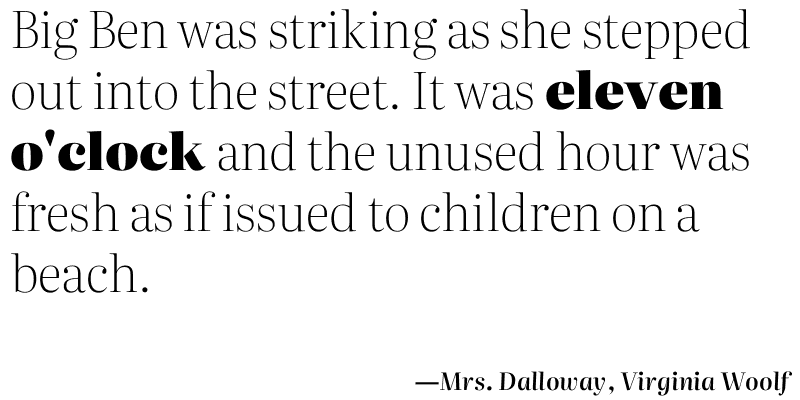 Big Ben was striking as she stepped
out into the street. It was eleven
o'clock and the unused hour was
fresh as if issued to children on a
beach.
—Mrs. Dalloway, Virginia Woolf